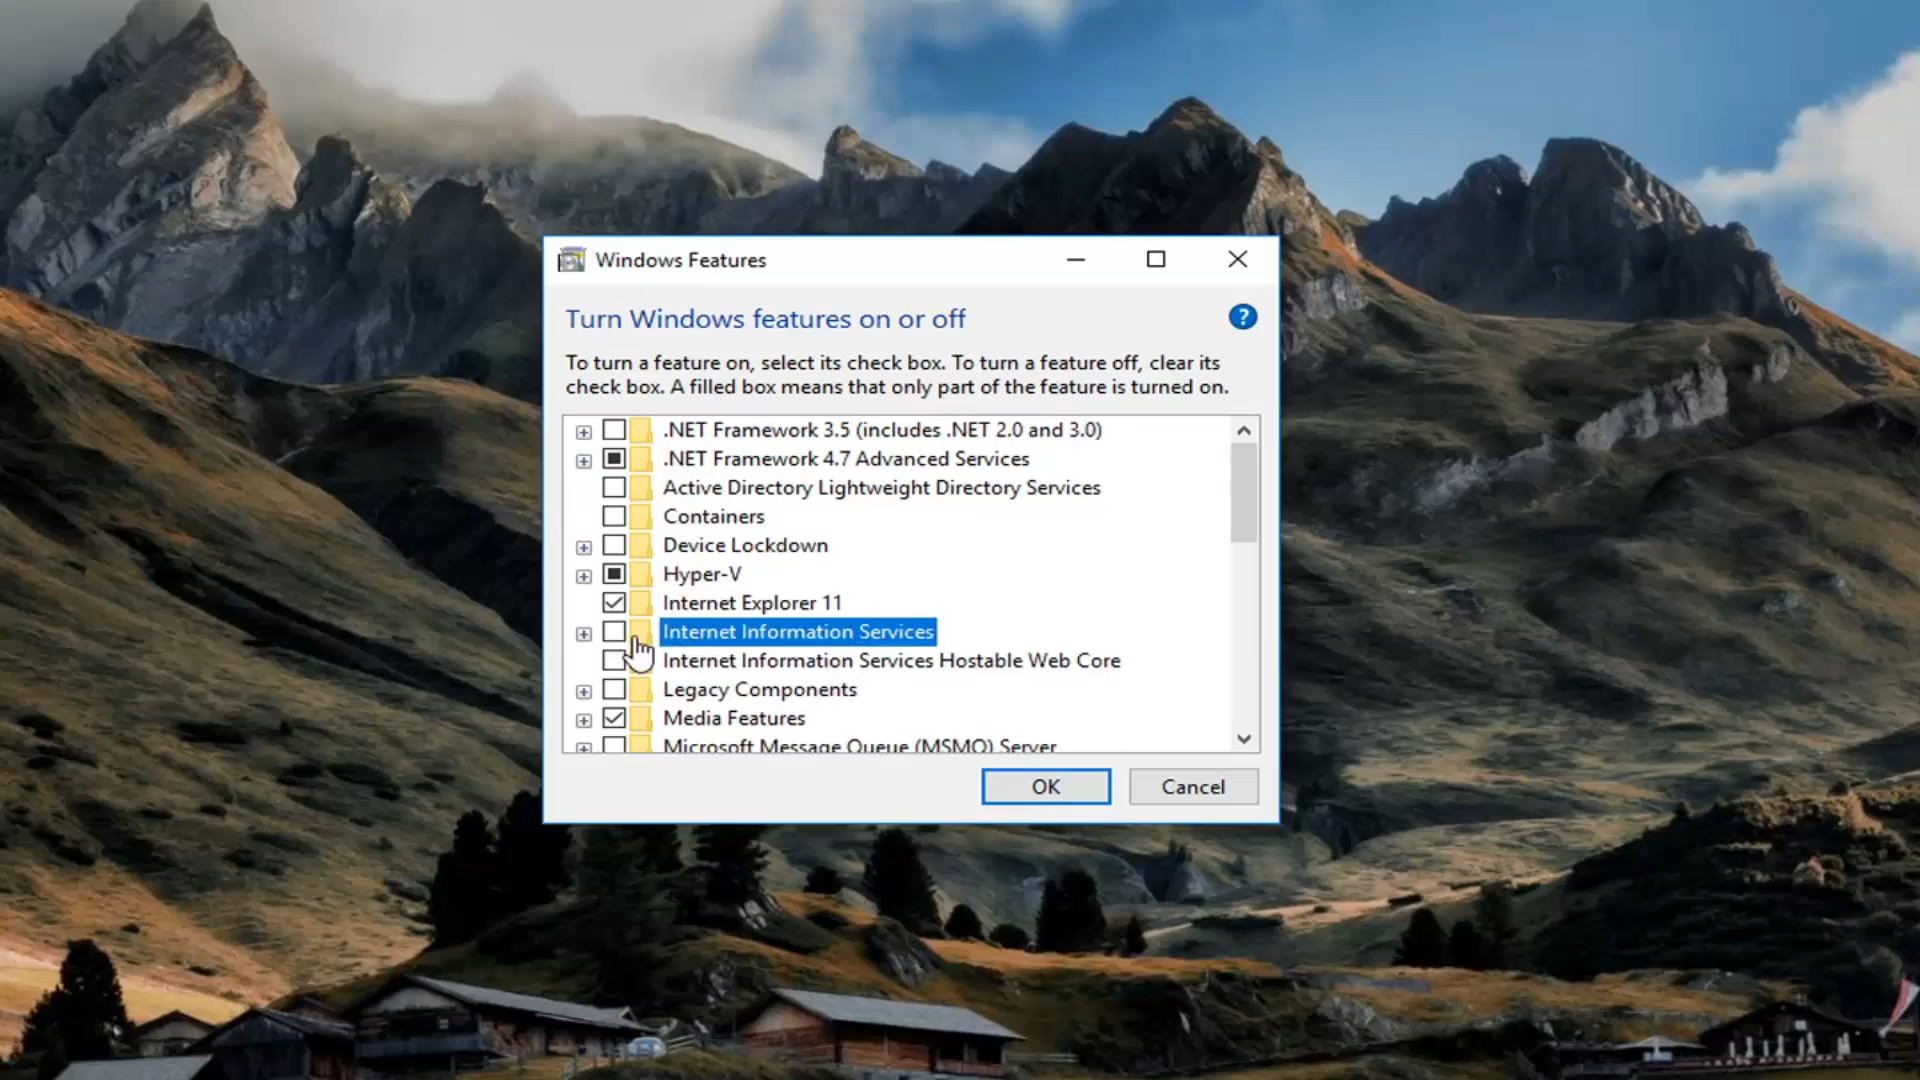 Windows Features
Turn Windows features on or off
?
To turn a feature on, select its check box. To turn a feature off, clear its
check box. A filled box means that only part of the feature is turned on.
.NET Framework 3.5 (includes .NET 2.0 and 3.0)
.NET Framework 4.7 Advanced Services
Active Directory Lightweight Directory Services
Containers
Device Lockdown
Hyper-V
Internet Explorer 11
Internet Information Services
Internet Information Services Hostable Web Core
Legacy Components
Media Features
Microsoft Message Queue (MSMQ) Server
OK
Cancel